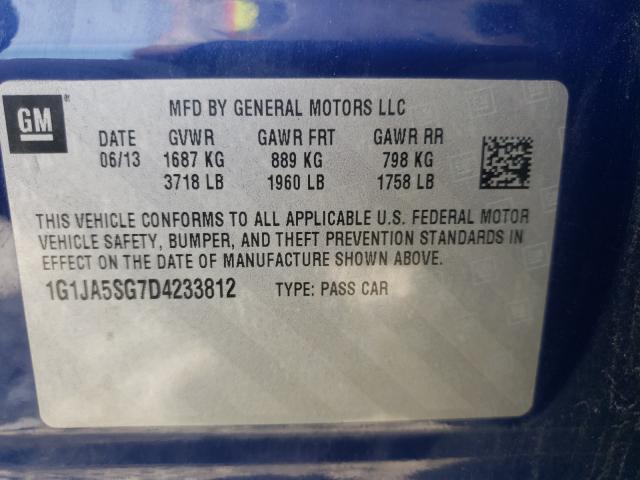 GM
MFD BY GENERAL MOTORS LLC
DATE GVWR GAWR FRT GAWR RR
06/13 1687 KG 889 KG 798 KG
3718 LB 1960 LB 1758 LB
THIS VEHICLE CONFORMS TO ALL APPLICABLE U.S. FEDERAL MOTOR
VEHICLE SAFETY, BUMPER, AND THEFT PREVENTION STANDARDS IN
EFFECT ON THE DATE OF MANUFACTURE SHOWN ABOVE.
1G1JA5SG7D4233812 TYPE: PASS CAR